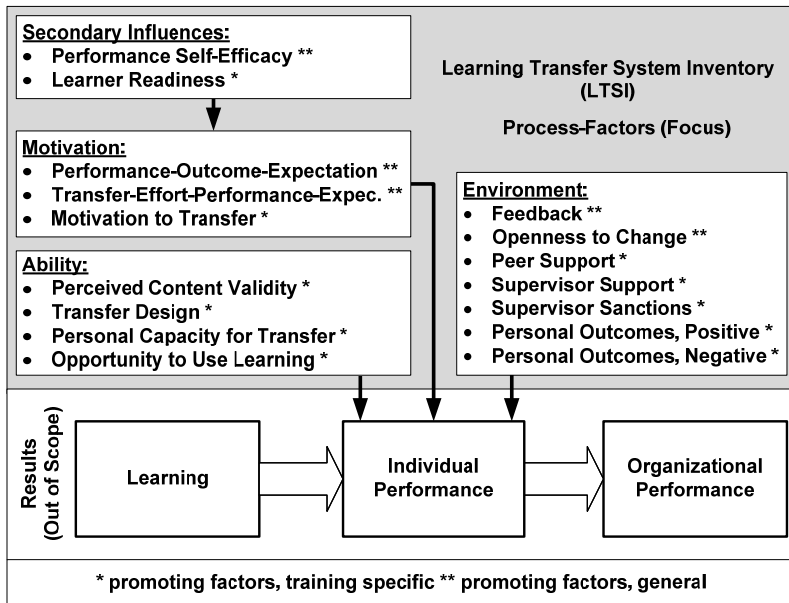 Secondary Influences:
• Performance Self-Efficacy **
• Learner Readiness *
Learning Transfer System Inventory
(LTSI)
Process-Factors (Focus)
Motivation:
• Performance-Outcome-Expectation **
• Transfer-Effort-Performance-Expec. **
• Motivation to Transfer *
Environment:
• Feedback **
• Openness to Change **
• Peer Support *
• Supervisor Support *
• Supervisor Sanctions *
• Personal Outcomes, Positive *
• Personal Outcomes, Negative *
Ability:
• Perceived Content Validity *
• Transfer Design *
• Personal Capacity for Transfer *
• Opportunity to Use Learning *
Results
(Out of Scope)
Learning
Individual
Performance
Organizational
Performance
* promoting factors, training specific ** promoting factors, general